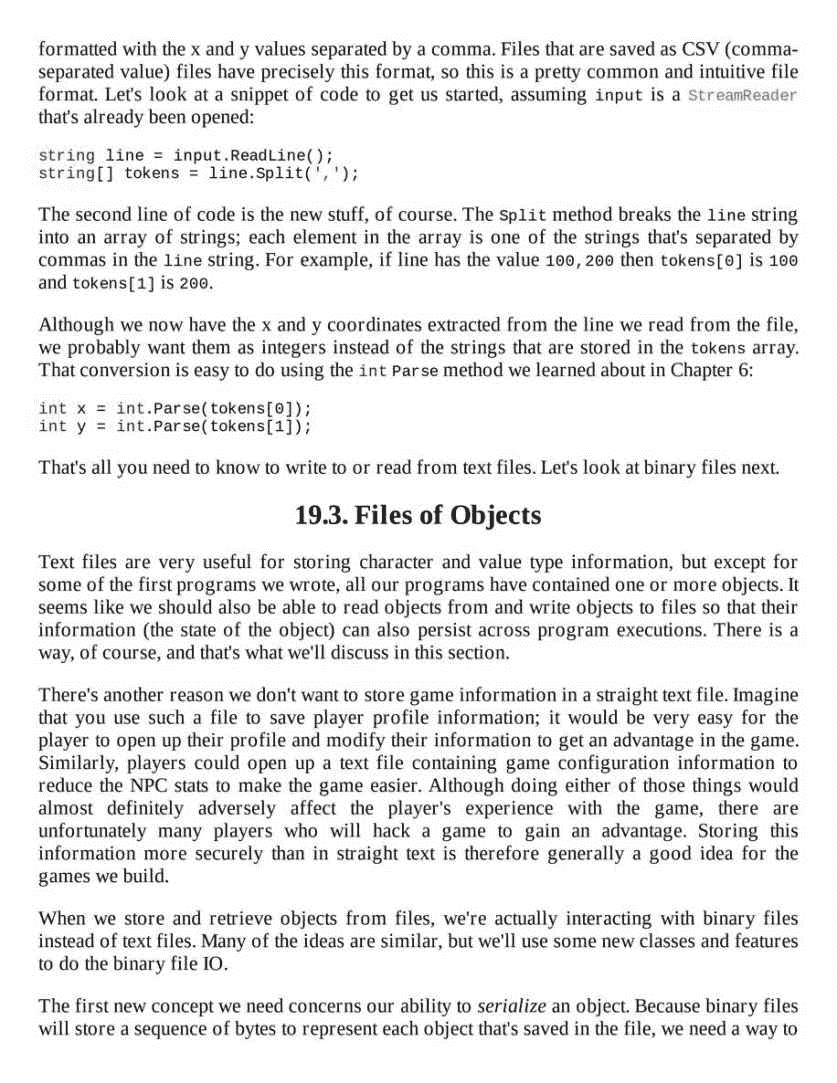 formatted with the x and y values separated by a comma. Files that are saved as CSV (comma-
separated value) files have precisely this format, so this is a pretty common and intuitive file
format. Let's look at a snippet of code to get us started, assuming input is a StreamReader
that's already been opened:
string line = input.ReadLine();
string[] tokens = line.Split(',');
The second line of code is the new stuff, of course. The Split method breaks the line string
into an array of strings; each element in the array is one of the strings that's separated by
commas in the line string. For example, if line has the value 100,200 then tokens[0] is 100
and tokens[1] is 200.
Although we now have the x and y coordinates extracted from the line we read from the file,
we probably want them as integers instead of the strings that are stored in the tokens array.
That conversion is easy to do using the int Parse method we learned about in Chapter 6:
int x = int.Parse(tokens[0]);
int y = int.Parse(tokens[1]);
That's all you need to know to write to or read from text files. Let's look at binary files next.
19.3. Files of Objects
Text files are very useful for storing character and value type information, but except for
some of the first programs we wrote, all our programs have contained one or more objects. It
seems like we should also be able to read objects from and write objects to files so that their
information (the state of the object) can also persist across program executions. There is a
way, of course, and that's what we'll discuss in this section.
There's another reason we don't want to store game information in a straight text file. Imagine
that you use such a file to save player profile information; it would be very easy for the
player to open up their profile and modify their information to get an advantage in the game.
Similarly, players could open up a text file containing game configuration information to
reduce the NPC stats to make the game easier. Although doing either of those things would
almost definitely adversely affect the player's experience with the game, there are
unfortunately many players who will hack a game to gain an advantage. Storing this
information more securely than in straight text is therefore generally a good idea for the
games we build.
When we store and retrieve objects from files, we're actually interacting with binary files
instead of text files. Many of the ideas are similar, but we'll use some new classes and features
to do the binary file IO.
The first new concept we need concerns our ability to serialize an object. Because binary files
will store a sequence of bytes to represent each object that's saved in the file, we need a way to